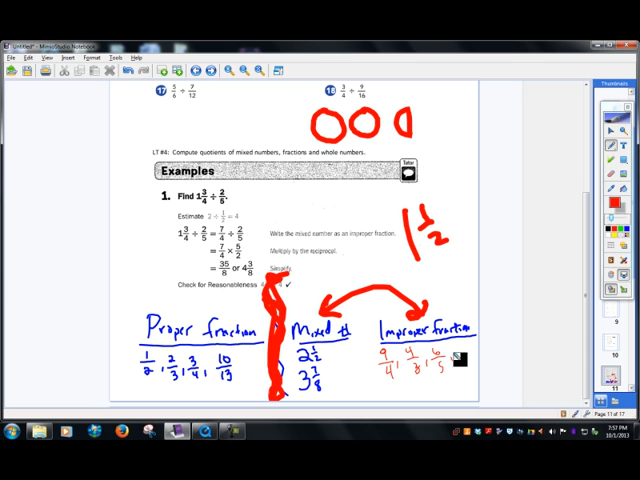 Untitled* - MimioStudio Notebook
File Edit View Insert Format Tools Help
Thumbnails
17 5/6 ÷ 7/12 18 3/4 ÷ 9/16
LT #4: Compute quotients of mixed numbers, fractions and whole numbers.
Examples
Tutor
1. Find 1 3/4 ÷ 2/5.
Estimate 2 ÷ 1/2 = 4
1 3/4 ÷ 2/5 = 7/4 ÷ 2/5 Write the mixed number as an improper fraction.
= 7/4 × 5/2 Multiply by the reciprocal.
= 35/8 or 4 3/8 Simplify.
Check for Reasonableness 4 ✓
1 1/2
Proper fraction Mixed # Improper fraction
1/2, 2/3, 3/4, 10/13 2 1/2 9/4, 4/3, 6/5,
3 7/8
10
11
Page 11 of 17
7:57 PM
10/1/2013